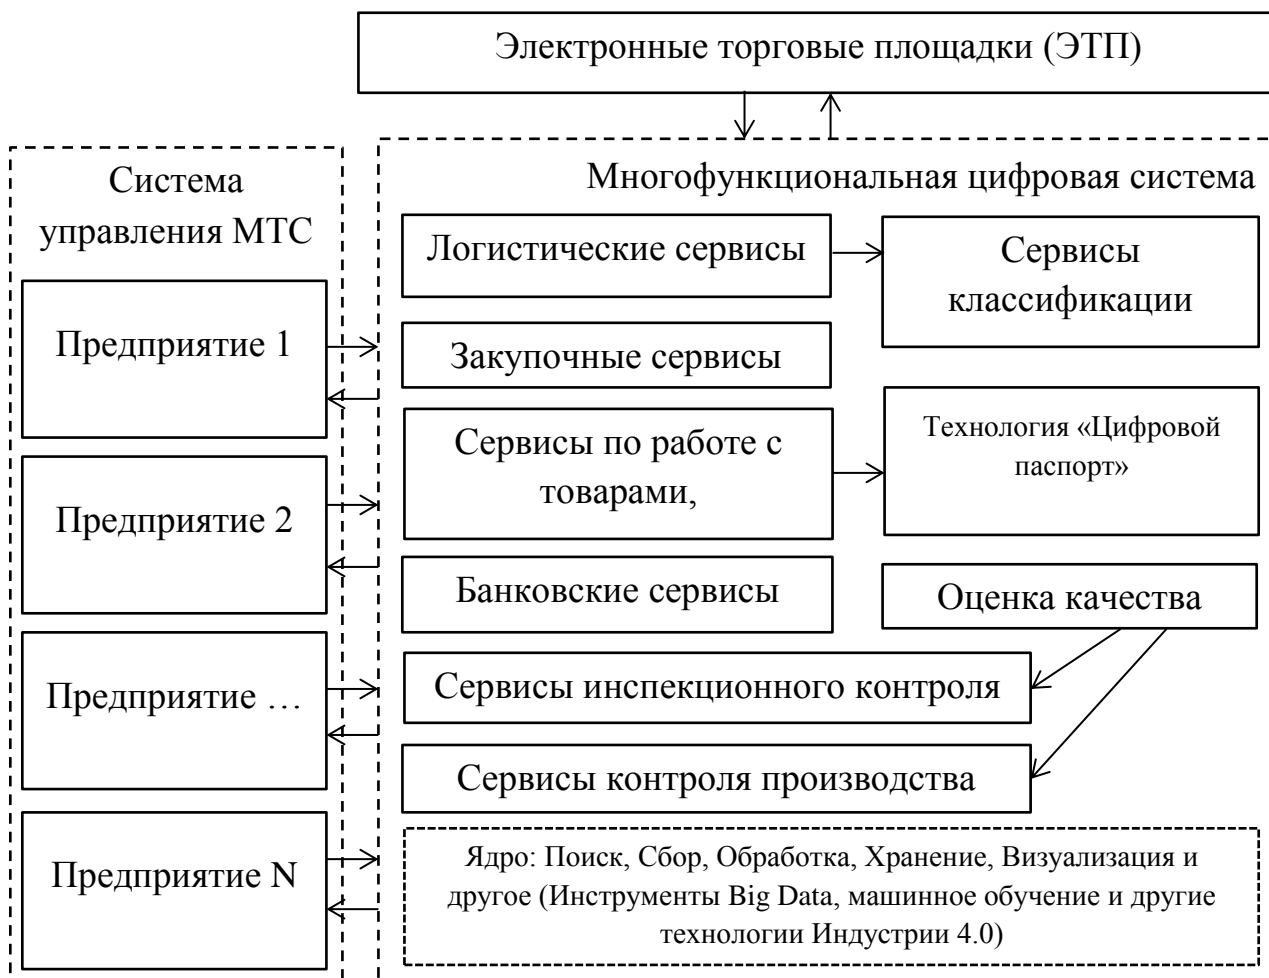 Электронные торговые площадки (ЭТП)
Система
управления МТС
Предприятие 1
Предприятие 2
Предприятие …
Предприятие N
Многофункциональная цифровая система
Логистические сервисы
Сервисы
классификации
Закупочные сервисы
Сервисы по работе с
товарами,
Технология «Цифровой
паспорт»
Банковские сервисы
Оценка качества
Сервисы инспекционного контроля
Сервисы контроля производства
Ядро: Поиск, Сбор, Обработка, Хранение, Визуализация и
другое (Инструменты Big Data, машинное обучение и другие
технологии Индустрии 4.0)